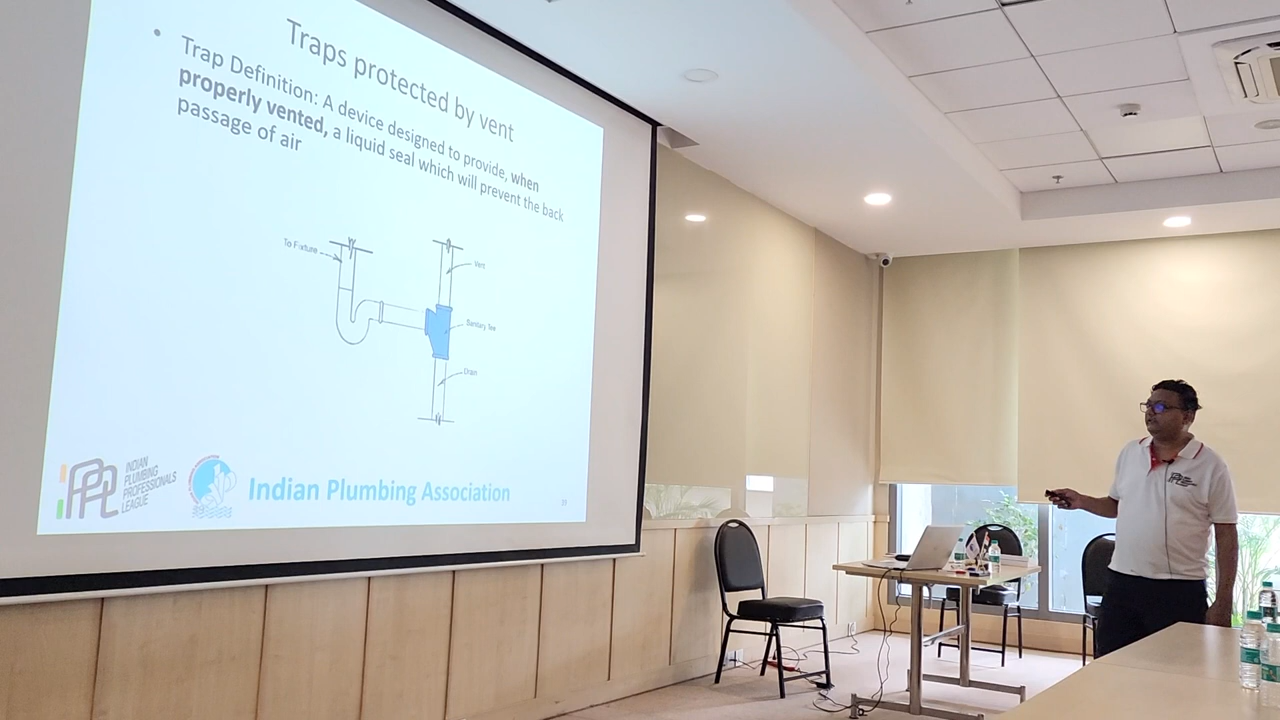 Traps protected by vent
• Trap Definition: A device designed to provide, when
properly vented, a liquid seal which will prevent the back
passage of air
To Fixture
Vent
Sanitary Tee
Drain
INDIAN
PLUMBING
PROFESSIONALS
LEAGUE
Indian Plumbing Association